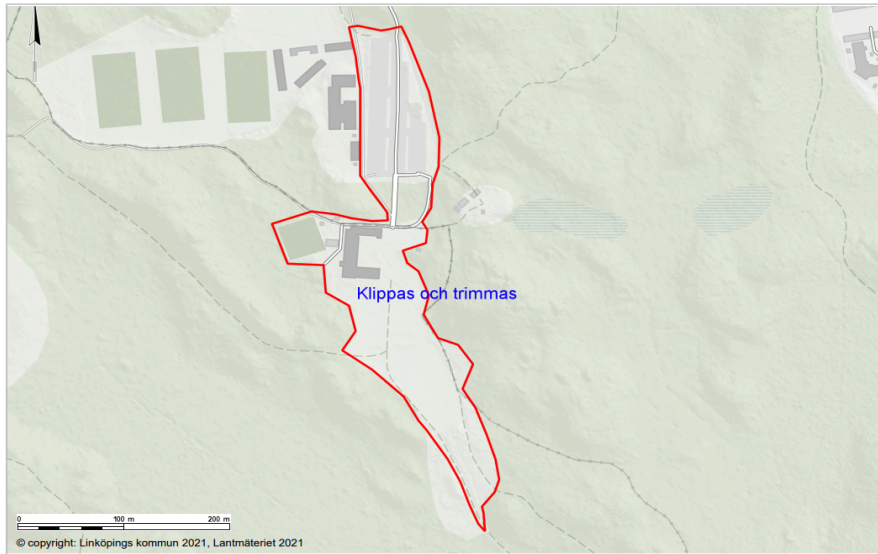 Klippas och trimmas
0 100 m 200 m
© copyright: Linköpings kommun 2021, Lantmäteriet 2021